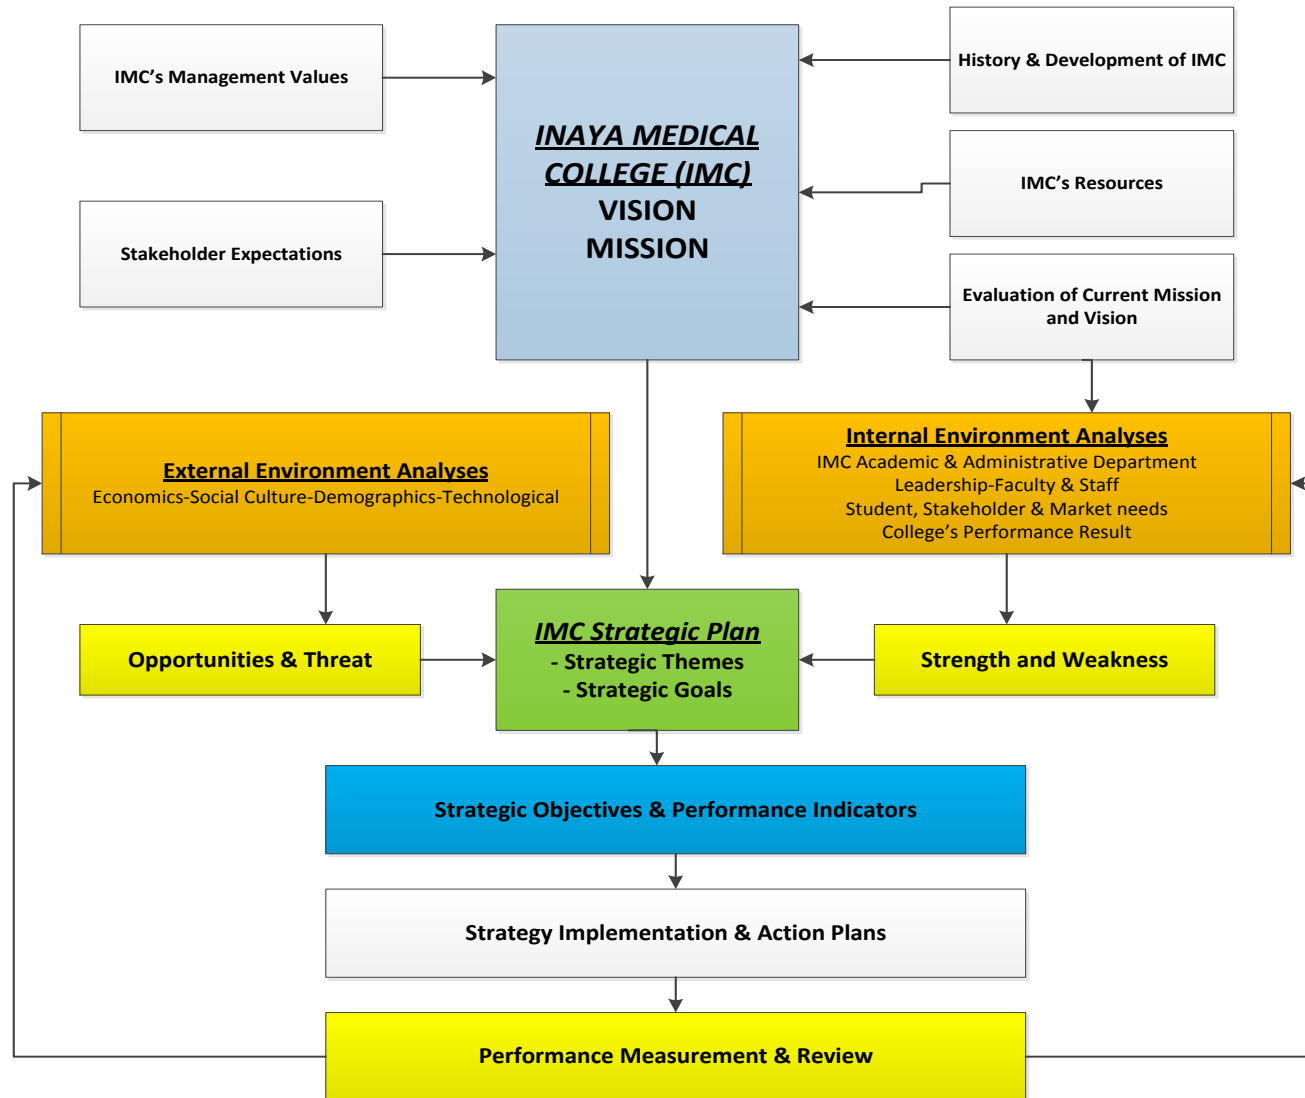 IMC's Management Values
Stakeholder Expectations
INAYA MEDICAL
COLLEGE (IMC)
VISION
MISSION
History & Development of IMC
IMC's Resources
Evaluation of Current Mission
and Vision
External Environment Analyses
Economics-Social Culture-Demographics-Technological
Internal Environment Analyses
IMC Academic & Administrative Department
Leadership-Faculty & Staff
Student, Stakeholder & Market needs
College's Performance Result
Opportunities & Threat
IMC Strategic Plan
- Strategic Themes
- Strategic Goals
Strength and Weakness
Strategic Objectives & Performance Indicators
Strategy Implementation & Action Plans
Performance Measurement & Review